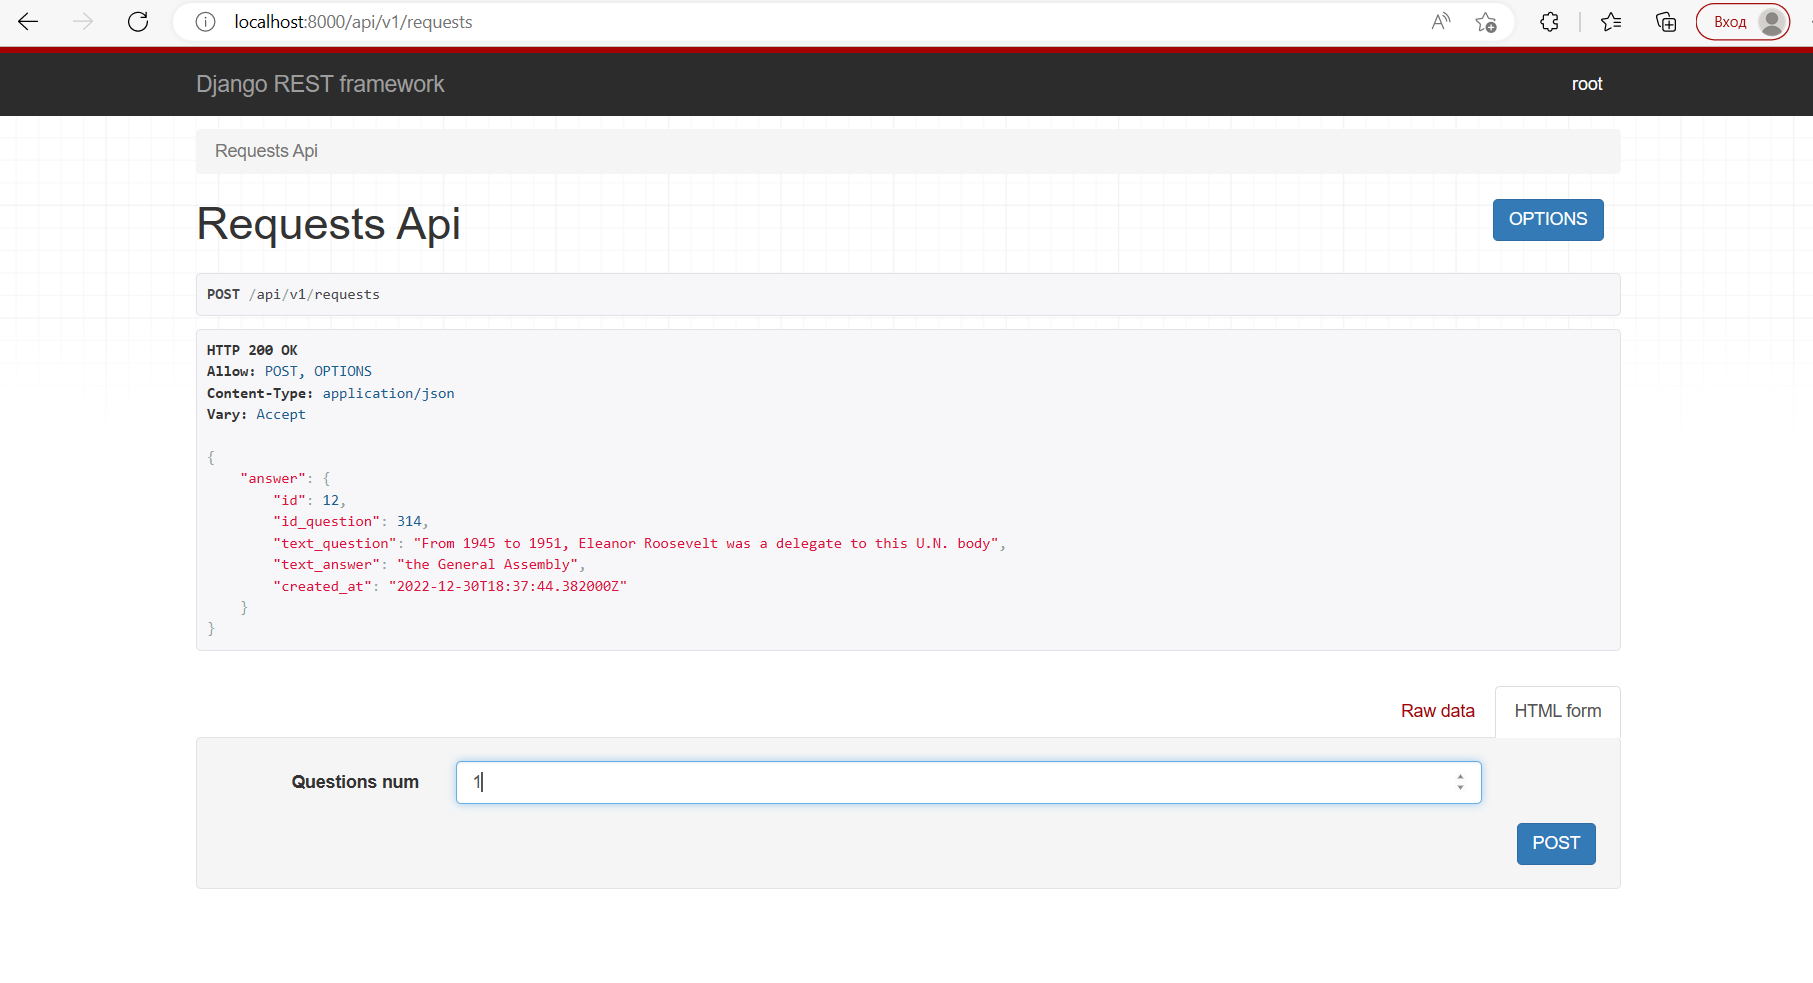 localhost:8000/api/v1/requests
Вход
Django REST framework
root
Requests Api
Requests Api
OPTIONS
POST /api/v1/requests
HTTP 200 OK
Allow: POST, OPTIONS
Content-Type: application/json
Vary: Accept
{
    "answer": {
        "id": 12,
        "id_question": 314,
        "text_question": "From 1945 to 1951, Eleanor Roosevelt was a delegate to this U.N. body",
        "text_answer": "the General Assembly",
        "created_at": "2022-12-30T18:37:44.382000Z"
    }
}
Raw data
HTML form
Questions num
1
POST